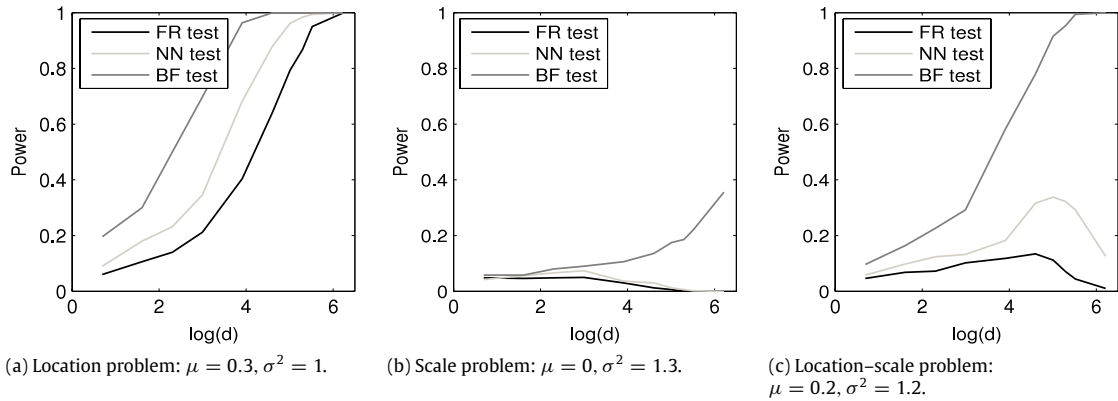 1
0.8
0.6
0.4
0.2
0
Power
FR test
NN test
BF test
0 2 4 6
log(d)
(a) Location problem: μ = 0.3, σ² = 1.
1
0.8
0.6
0.4
0.2
0
Power
FR test
NN test
BF test
0 2 4 6
log(d)
(b) Scale problem: μ = 0, σ² = 1.3.
1
0.8
0.6
0.4
0.2
0
Power
FR test
NN test
BF test
0 2 4 6
log(d)
(c) Location–scale problem:
μ = 0.2, σ² = 1.2.